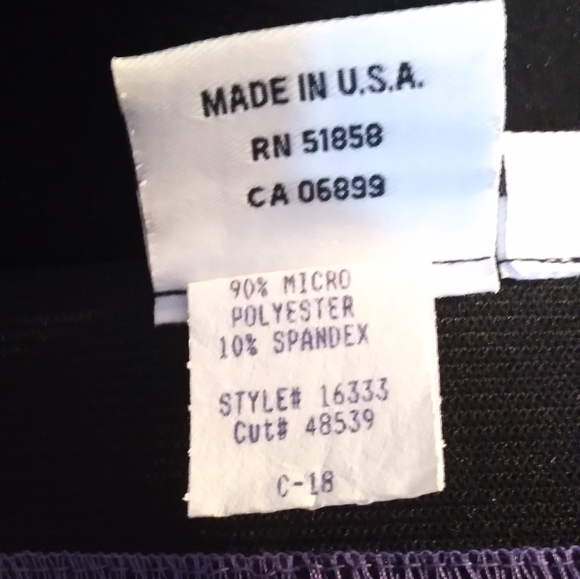 MADE IN U.S.A.
RN 51858
CA 06899
90% MICRO
POLYESTER
10% SPANDEX
STYLE# 16333
Cut# 48539
C-18